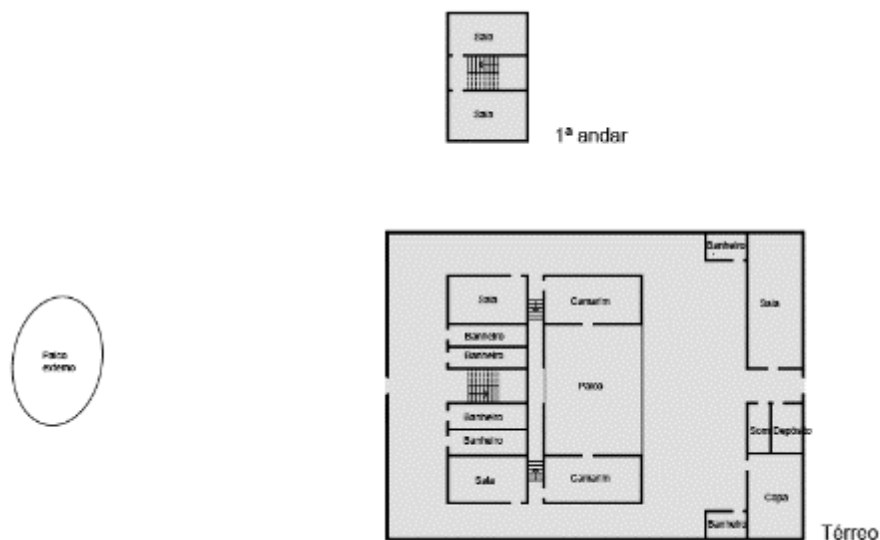 Sala
Sala
1ª andar
Banheiro
Sala
Camarim
Sala
Banheiro
Banheiro
Palco
externo
Palco
Banheiro
Som
Depósito
Banheiro
Sala
Camarim
Copa
Banheiro
Térreo